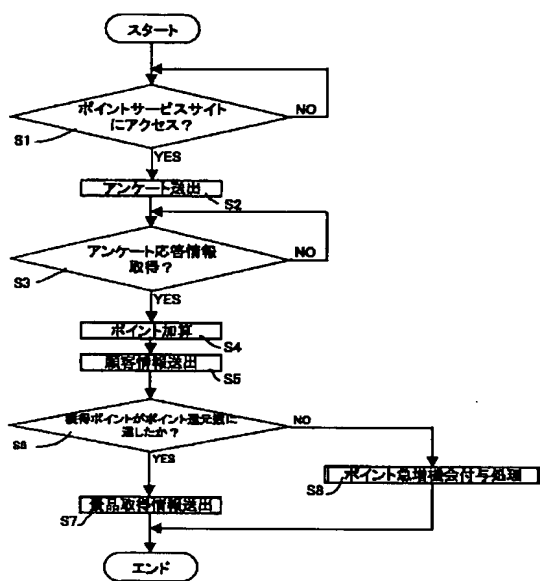 スタート
ポイントサービスサイト
にアクセス?
NO
S1
YES
アンケート送出
S2
アンケート応答情報
取得?
NO
S3
YES
ポイント加算
S4
顧客情報送出
S5
獲得ポイントがポイント還元数に
達したか?
NO
S6
YES
ポイント急増機会付与処理
S8
景品取得情報送出
S7
エンド